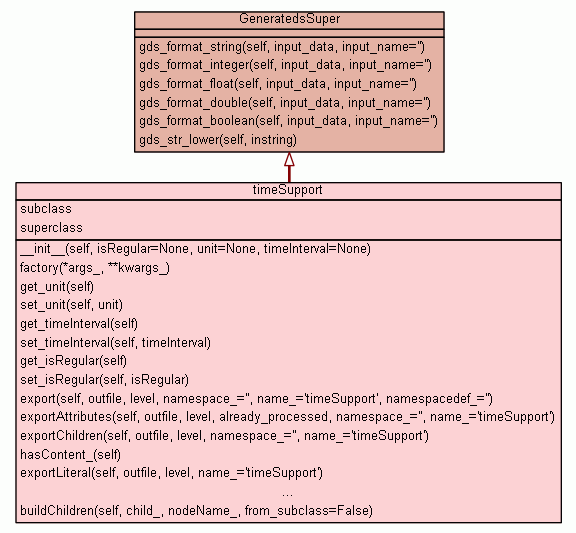 GeneratedsSuper
gds_format_string(self, input_data, input_name='')
gds_format_integer(self, input_data, input_name='')
gds_format_float(self, input_data, input_name='')
gds_format_double(self, input_data, input_name='')
gds_format_boolean(self, input_data, input_name='')
gds_str_lower(self, instring)
timeSupport
subclass
superclass
__init__(self, isRegular=None, unit=None, timeInterval=None)
factory(*args_, **kwargs_)
get_unit(self)
set_unit(self, unit)
get_timeInterval(self)
set_timeInterval(self, timeInterval)
get_isRegular(self)
set_isRegular(self, isRegular)
export(self, outfile, level, namespace_='', name_='timeSupport', namespacedef_='')
exportAttributes(self, outfile, level, already_processed, namespace_='', name_='timeSupport')
exportChildren(self, outfile, level, namespace_='', name_='timeSupport')
hasContent_(self)
exportLiteral(self, outfile, level, name_='timeSupport')
...
buildChildren(self, child_, nodeName_, from_subclass=False)